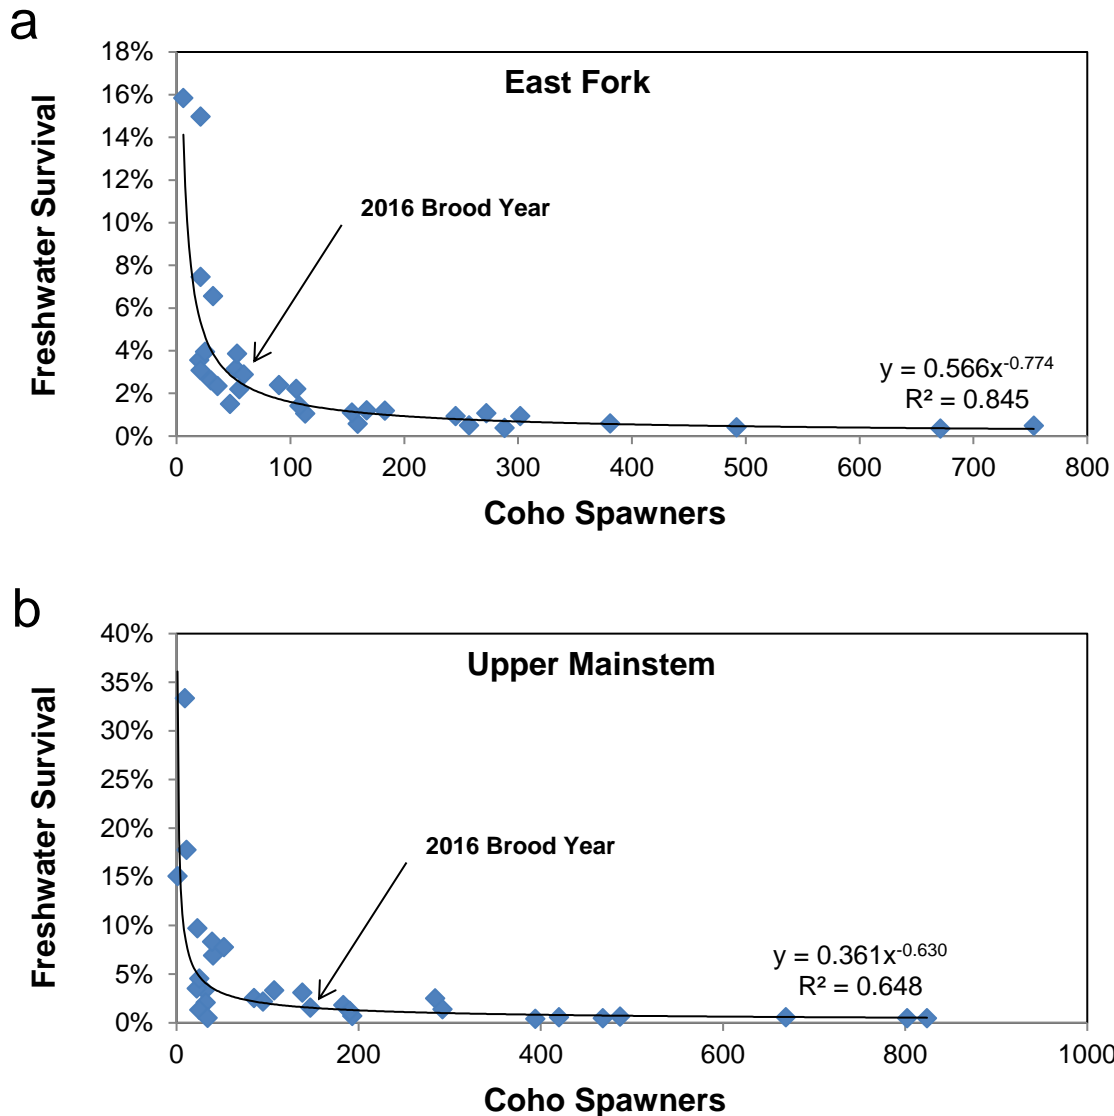 a
East Fork
Freshwater Survival
18%
16%
14%
12%
10%
8%
6%
4%
2%
0%
2016 Brood Year
y = 0.566x^-0.774
R² = 0.845
0 100 200 300 400 500 600 700 800
Coho Spawners
b
Upper Mainstem
Freshwater Survival
40%
35%
30%
25%
20%
15%
10%
5%
0%
2016 Brood Year
y = 0.361x^-0.630
R² = 0.648
0 200 400 600 800 1000
Coho Spawners